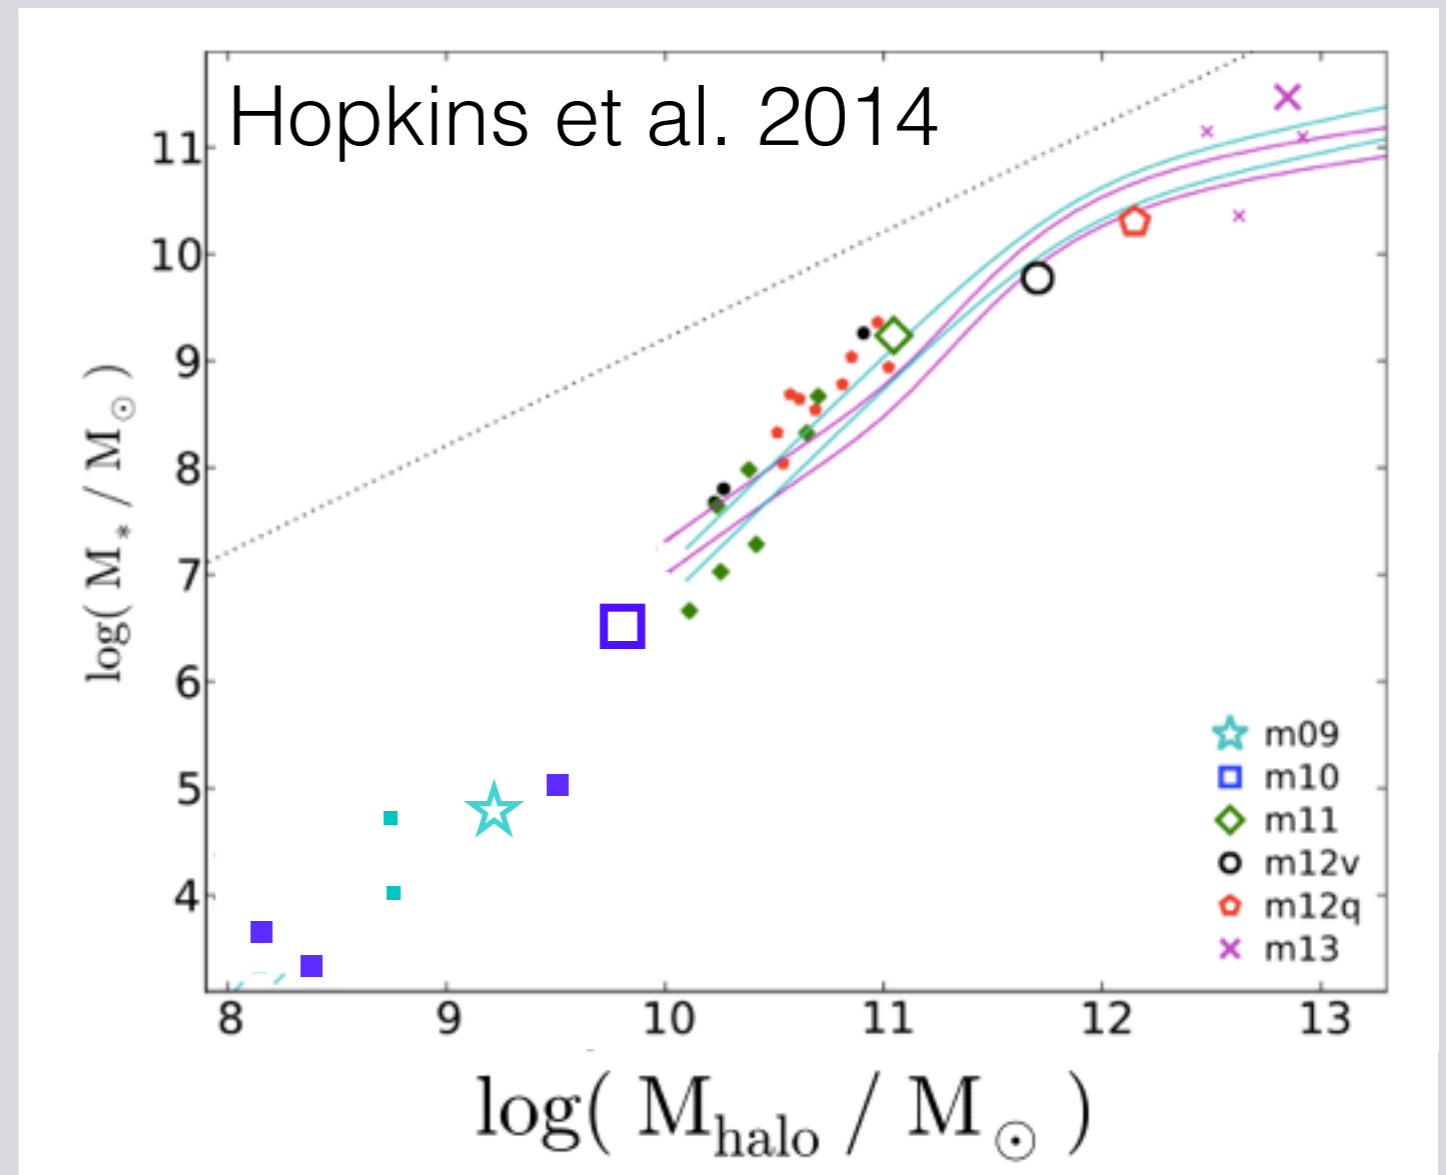 Hopkins et al. 2014
11
10
9
8
7
6
5
4
log( M* / M☉ )
m09
m10
m11
m12v
m12q
m13
8 9 10 11 12 13
log( Mhalo / M☉ )